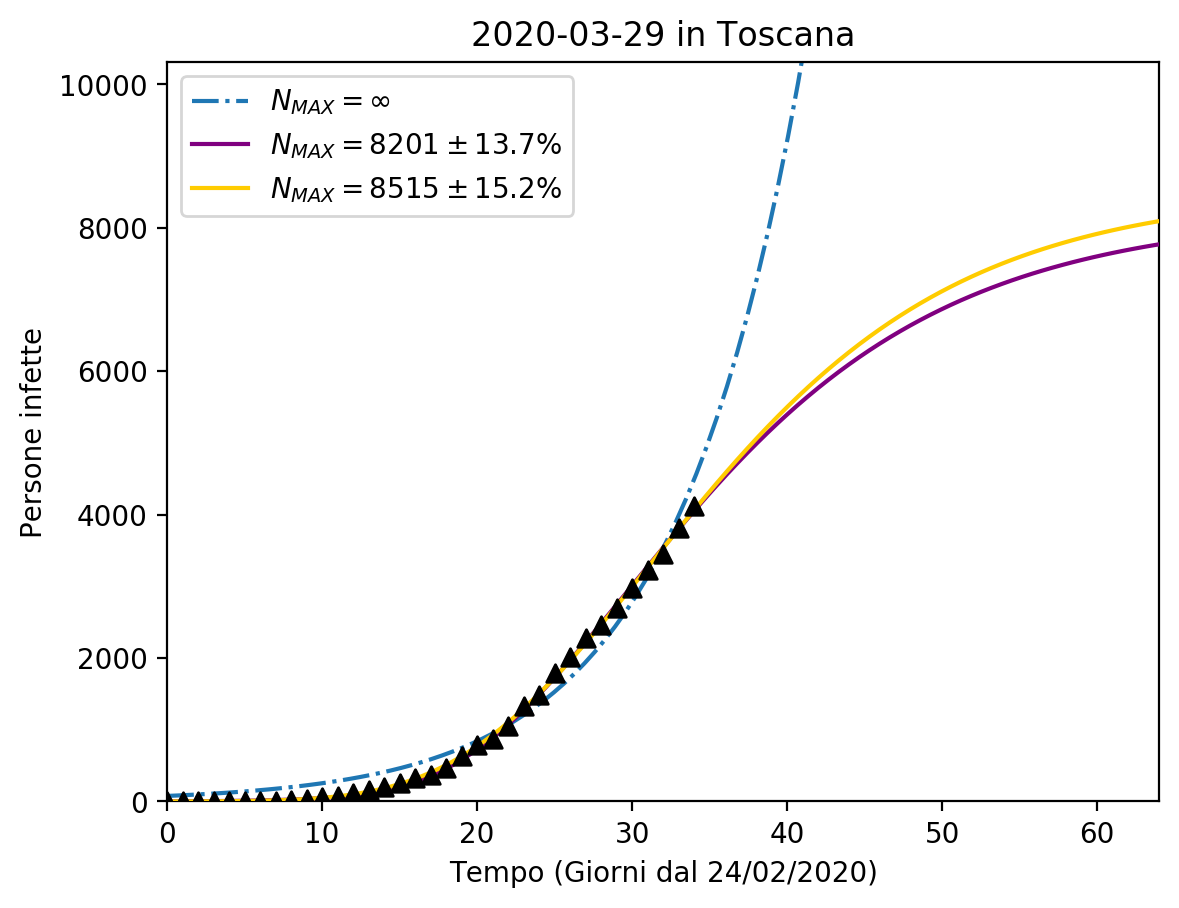 2020-03-29 in Toscana
10000
8000
6000
4000
2000
0
Persone infette
N_MAX = ∞
N_MAX = 8201 ± 13.7%
N_MAX = 8515 ± 15.2%
0 10 20 30 40 50 60
Tempo (Giorni dal 24/02/2020)